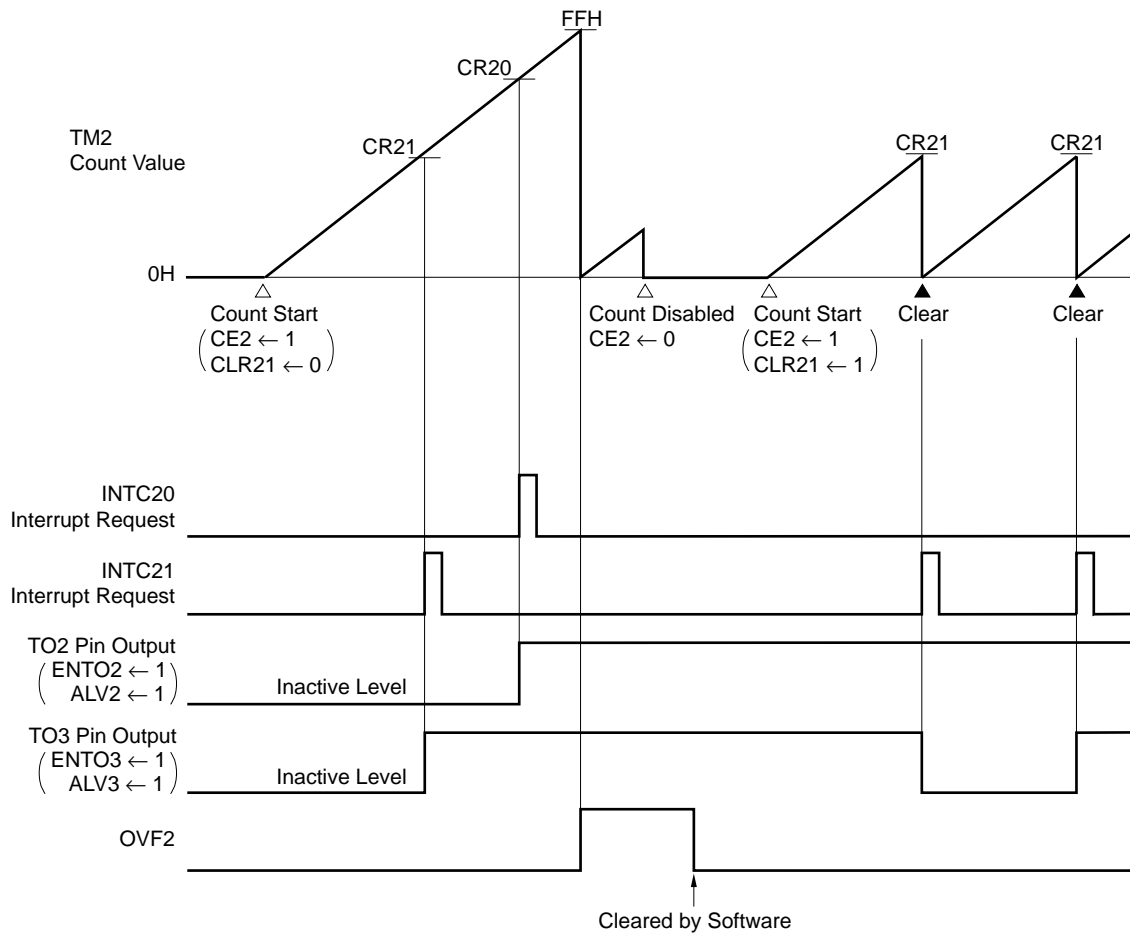 FFH
CR20
TM2
Count Value
CR21
CR21
CR21
0H
Count Start
( CE2 ← 1
CLR21 ← 0 )
Count Disabled
CE2 ← 0
Count Start
( CE2 ← 1
CLR21 ← 1 )
Clear
Clear
INTC20
Interrupt Request
INTC21
Interrupt Request
TO2 Pin Output
( ENTO2 ← 1
ALV2 ← 1 )
Inactive Level
TO3 Pin Output
( ENTO3 ← 1
ALV3 ← 1 )
Inactive Level
OVF2
Cleared by Software